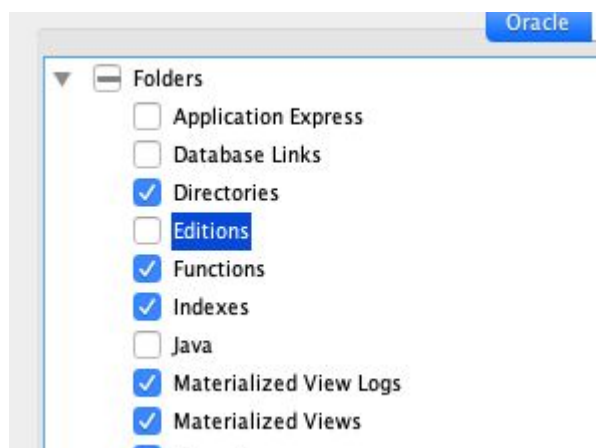 Oracle
Folders
Application Express
Database Links
Directories
Editions
Functions
Indexes
Java
Materialized View Logs
Materialized Views